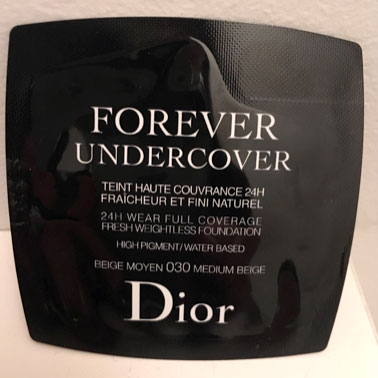 FOREVER
UNDERCOVER
TEINT HAUTE COUVRANCE 24H
FRAÎCHEUR ET FINI NATUREL
24H WEAR FULL COVERAGE
FRESH WEIGHTLESS FOUNDATION
HIGH PIGMENT/WATER BASED
BEIGE MOYEN 030 MEDIUM BEIGE
Dior